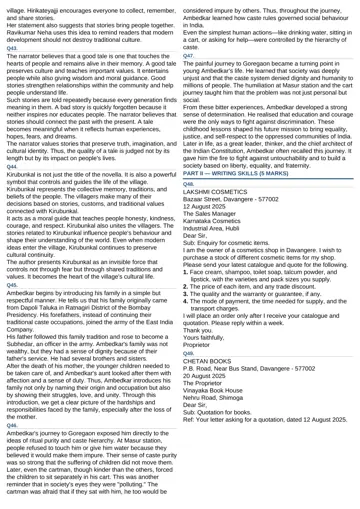 village. Hirikateyaji encourages everyone to collect, remember,
and share stories.
Her statement also suggests that stories bring people together.
Ravikumar Neha uses this idea to remind readers that modern
development should not destroy traditional culture.
Q43.
The narrator believes that a good tale is one that touches the
hearts of people and remains alive in their memory. A good tale
preserves culture and teaches important values. It entertains
people while also giving wisdom and moral guidance. Good
stories strengthen relationships within the community and help
people understand life.
Such stories are told repeatedly because every generation finds
meaning in them. A bad story is quickly forgotten because it
neither inspires nor educates people. The narrator believes that
stories should connect the past with the present. A tale
becomes meaningful when it reflects human experiences,
hopes, fears, and dreams.
The narrator values stories that preserve truth, imagination, and
cultural identity. Thus, the quality of a tale is judged not by its
length but by its impact on people's lives.
Q44.
Kirubunalki is not just the title of the novella. It is also a powerful
symbol that controls and guides the life of the village.
Kirubunalki represents the collective memory, traditions, and
beliefs of the people. The villagers make many of their
decisions based on stories, customs, and traditional values
connected with Kirubunalki.
It acts as a moral guide that teaches people honesty, kindness,
courage, and respect. Kirubunalki also unites the villagers. The
stories related to Kirubunalki influence people's behaviour and
shape their understanding of the world. Even when modern
ideas enter the village, Kirubunalki continues to preserve
cultural continuity.
The author presents Kirubunalki as an invisible force that
controls not through fear but through shared traditions and
values. It becomes the heart of the village's cultural life.
Q45.
Ambedkar begins by introducing his family in a simple but
respectful manner. He tells us that his family originally came
from Dapoli Taluka in Ratnagiri District of the Bombay
Presidency. His forefathers, instead of continuing their
traditional caste occupations, joined the army of the East India
Company.
His father followed this family tradition and rose to become a
Subhedar, an officer in the army. Ambedkar's family was not
wealthy, but they had a sense of dignity because of their
father's service. He had several brothers and sisters.
After the death of his mother, the younger children needed to
be taken care of, and Ambedkar's aunt looked after them with
affection and a sense of duty. Thus, Ambedkar introduces his
family not only by naming their origin and occupation but also
by showing their struggles, love, and unity. Through this
introduction, we get a clear picture of the hardships and
responsibilities faced by the family, especially after the loss of
the mother.
Q46.
Ambedkar's journey to Goregaon exposed him directly to the
ideas of ritual purity and caste hierarchy. At Masur station,
people refused to touch him or give him water because they
believed it would make them impure. Their sense of caste purity
was so strong that the suffering of children did not move them.
Later, even the cartman, though kinder than the others, forced
the children to sit separately in his cart. This was another
reminder that in society's eyes they were "polluting." The
cartman was afraid that if they sat with him, he too would be
considered impure by others. Thus, throughout the journey,
Ambedkar learned how caste rules governed social behaviour
in India.
Even the simplest human actions—like drinking water, sitting in
a cart, or asking for help—were controlled by the hierarchy of
caste.
Q47.
The painful journey to Goregaon became a turning point in
young Ambedkar's life. He learned that society was deeply
unjust and that the caste system denied dignity and humanity to
millions of people. The humiliation at Masur station and the cart
journey taught him that the problem was not just personal but
social.
From these bitter experiences, Ambedkar developed a strong
sense of determination. He realised that education and courage
were the only ways to fight against discrimination. These
childhood lessons shaped his future mission to bring equality,
justice, and self-respect to the oppressed communities of India.
Later in life, as a great leader, thinker, and the chief architect of
the Indian Constitution, Ambedkar often recalled this journey. It
gave him the fire to fight against untouchability and to build a
society based on liberty, equality, and fraternity.
PART II — WRITING SKILLS (5 MARKS)
Q48.
LAKSHMI COSMETICS
Bazaar Street, Davangere - 577002
12 August 2025
The Sales Manager
Karnataka Cosmetics
Industrial Area, Hubli
Dear Sir,
Sub: Enquiry for cosmetic items.
I am the owner of a cosmetics shop in Davangere. I wish to
purchase a stock of different cosmetic items for my shop.
Please send your latest catalogue and quote for the following.
1. Face cream, shampoo, toilet soap, talcum powder, and
lipstick, with the varieties and pack sizes you supply.
2. The price of each item, and any trade discount.
3. The quality and the warranty or guarantee, if any.
4. The mode of payment, the time needed for supply, and the
transport charges.
I will place an order only after I receive your catalogue and
quotation. Please reply within a week.
Thank you.
Yours faithfully,
Proprietor
Q49.
CHETAN BOOKS
P.B. Road, Near Bus Stand, Davangere - 577002
20 August 2025
The Proprietor
Vinayaka Book House
Nehru Road, Shimoga
Dear Sir,
Sub: Quotation for books.
Ref: Your letter asking for a quotation, dated 12 August 2025.